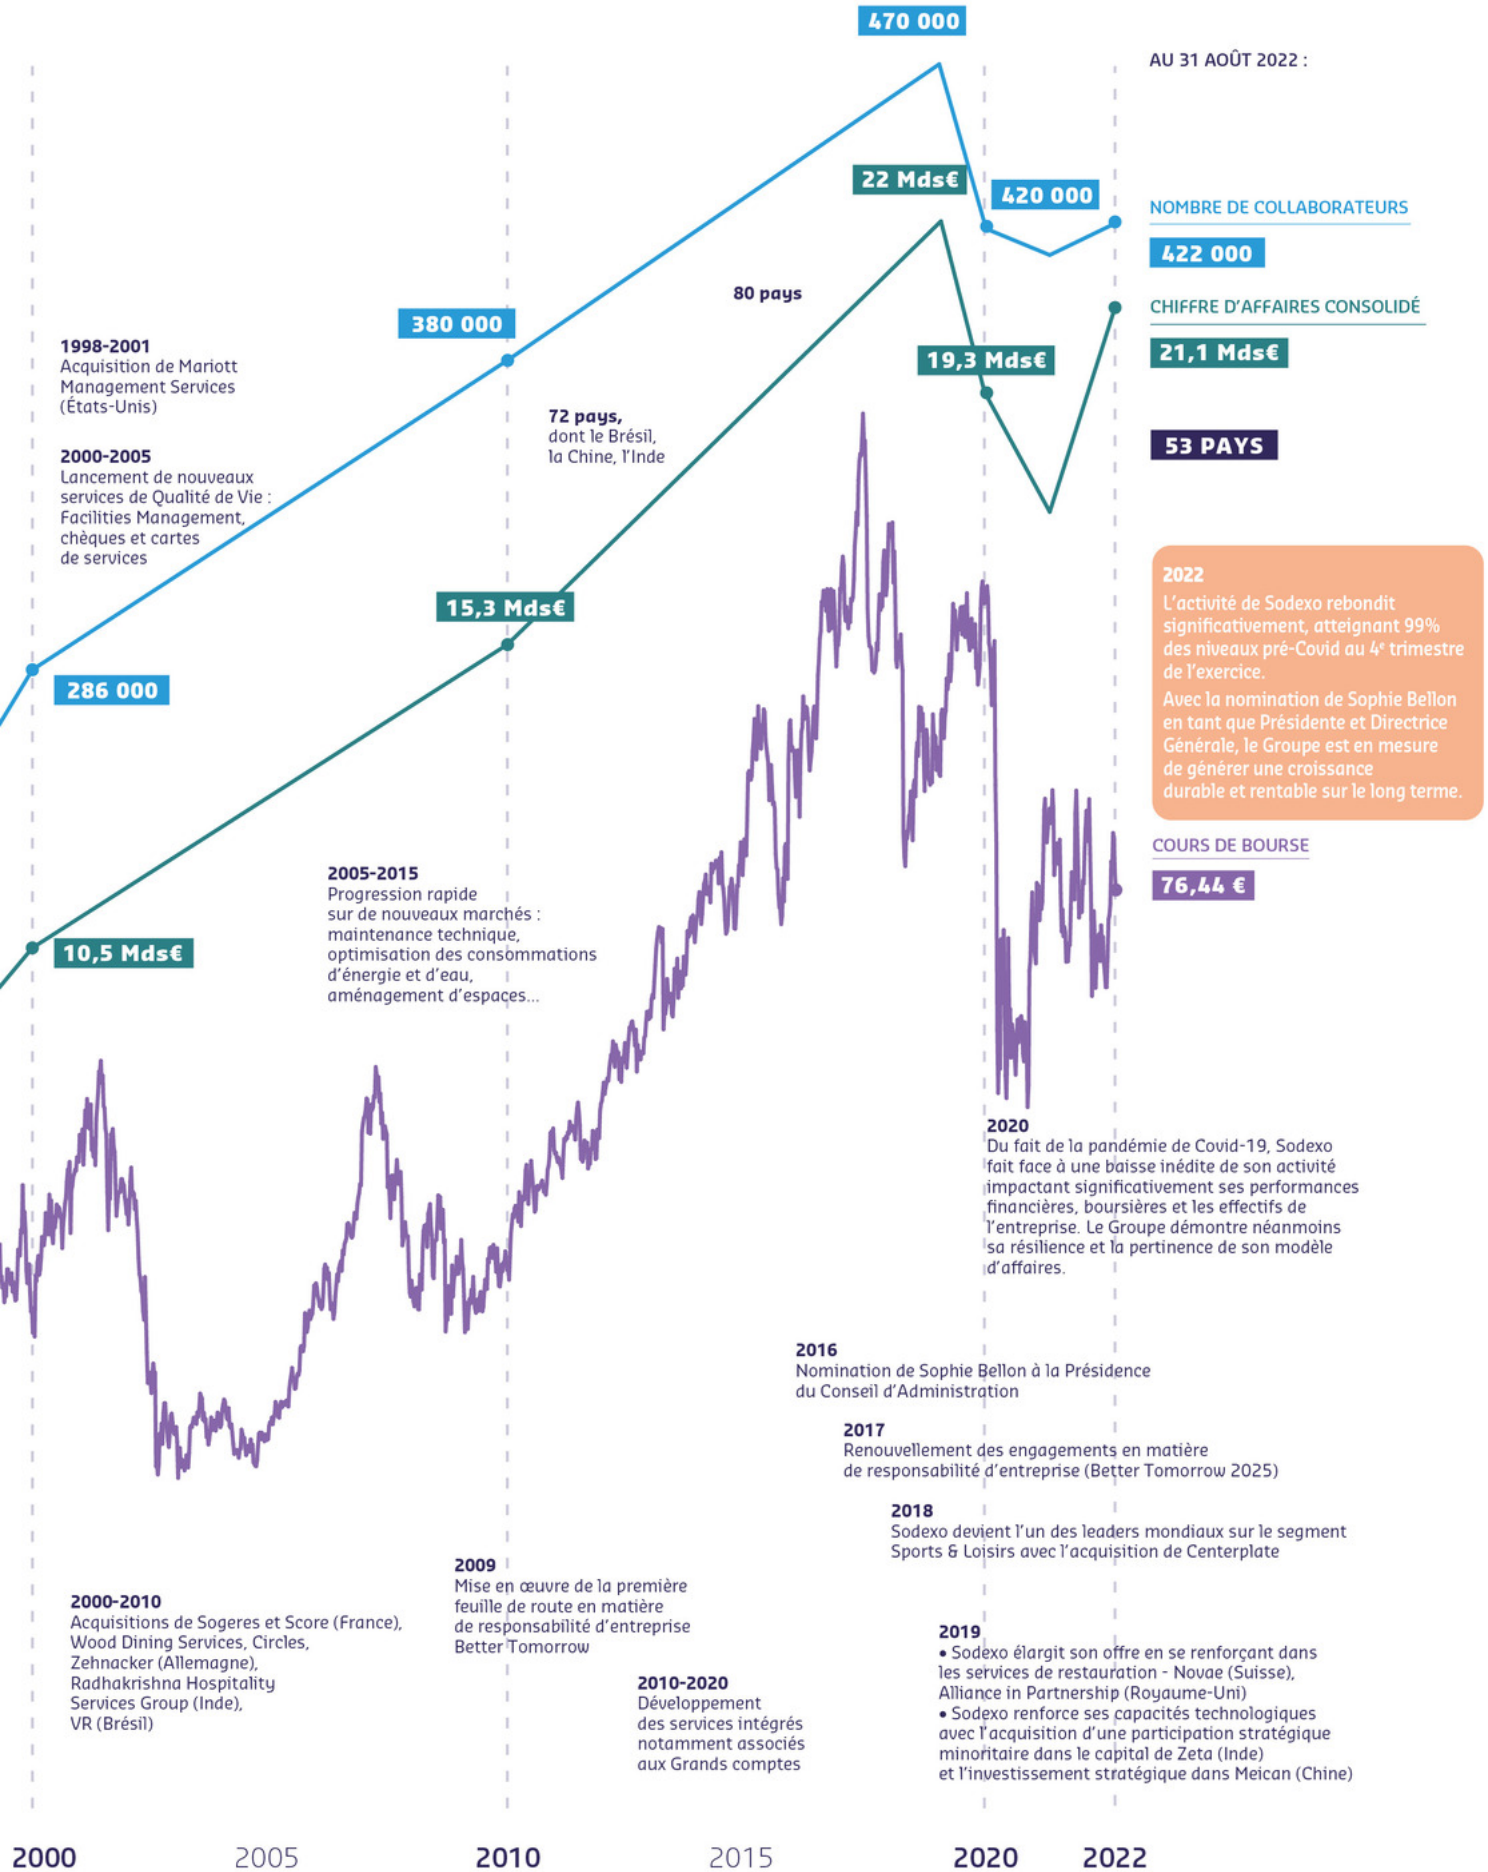 470 000
AU 31 AOÛT 2022 :
22 Mds€
420 000
NOMBRE DE COLLABORATEURS
422 000
80 pays
CHIFFRE D'AFFAIRES CONSOLIDÉ
380 000
1998-2001
Acquisition de Mariott
Management Services
(États-Unis)
19,3 Mds€
21,1 Mds€
72 pays,
dont le Brésil,
la Chine, l'Inde
53 PAYS
2000-2005
Lancement de nouveaux
services de Qualité de Vie :
Facilities Management,
chèques et cartes
de services
15,3 Mds€
2022
L'activité de Sodexo rebondit
significativement, atteignant 99%
des niveaux pré-Covid au 4e trimestre
de l'exercice.
Avec la nomination de Sophie Bellon
en tant que Présidente et Directrice
Générale, le Groupe est en mesure
de générer une croissance
durable et rentable sur le long terme.
286 000
COURS DE BOURSE
76,44 €
2005-2015
Progression rapide
sur de nouveaux marchés :
maintenance technique,
optimisation des consommations
d'énergie et d'eau,
aménagement d'espaces...
10,5 Mds€
2020
Du fait de la pandémie de Covid-19, Sodexo
fait face à une baisse inédite de son activité
impactant significativement ses performances
financières, boursières et les effectifs de
l'entreprise. Le Groupe démontre néanmoins
sa résilience et la pertinence de son modèle
d'affaires.
2016
Nomination de Sophie Bellon à la Présidence
du Conseil d'Administration
2017
Renouvellement des engagements en matière
de responsabilité d'entreprise (Better Tomorrow 2025)
2018
Sodexo devient l'un des leaders mondiaux sur le segment
Sports & Loisirs avec l'acquisition de Centerplate
2009
Mise en œuvre de la première
feuille de route en matière
de responsabilité d'entreprise
Better Tomorrow
2000-2010
Acquisitions de Sogeres et Score (France),
Wood Dining Services, Circles,
Zehnacker (Allemagne),
Radhakrishna Hospitality
Services Group (Inde),
VR (Brésil)
2019
• Sodexo élargit son offre en se renforçant dans
les services de restauration - Novae (Suisse),
Alliance in Partnership (Royaume-Uni)
• Sodexo renforce ses capacités technologiques
avec l'acquisition d'une participation stratégique
minoritaire dans le capital de Zeta (Inde)
et l'investissement stratégique dans Meican (Chine)
2010-2020
Développement
des services intégrés
notamment associés
aux Grands comptes
2000
2005
2010
2015
2020
2022